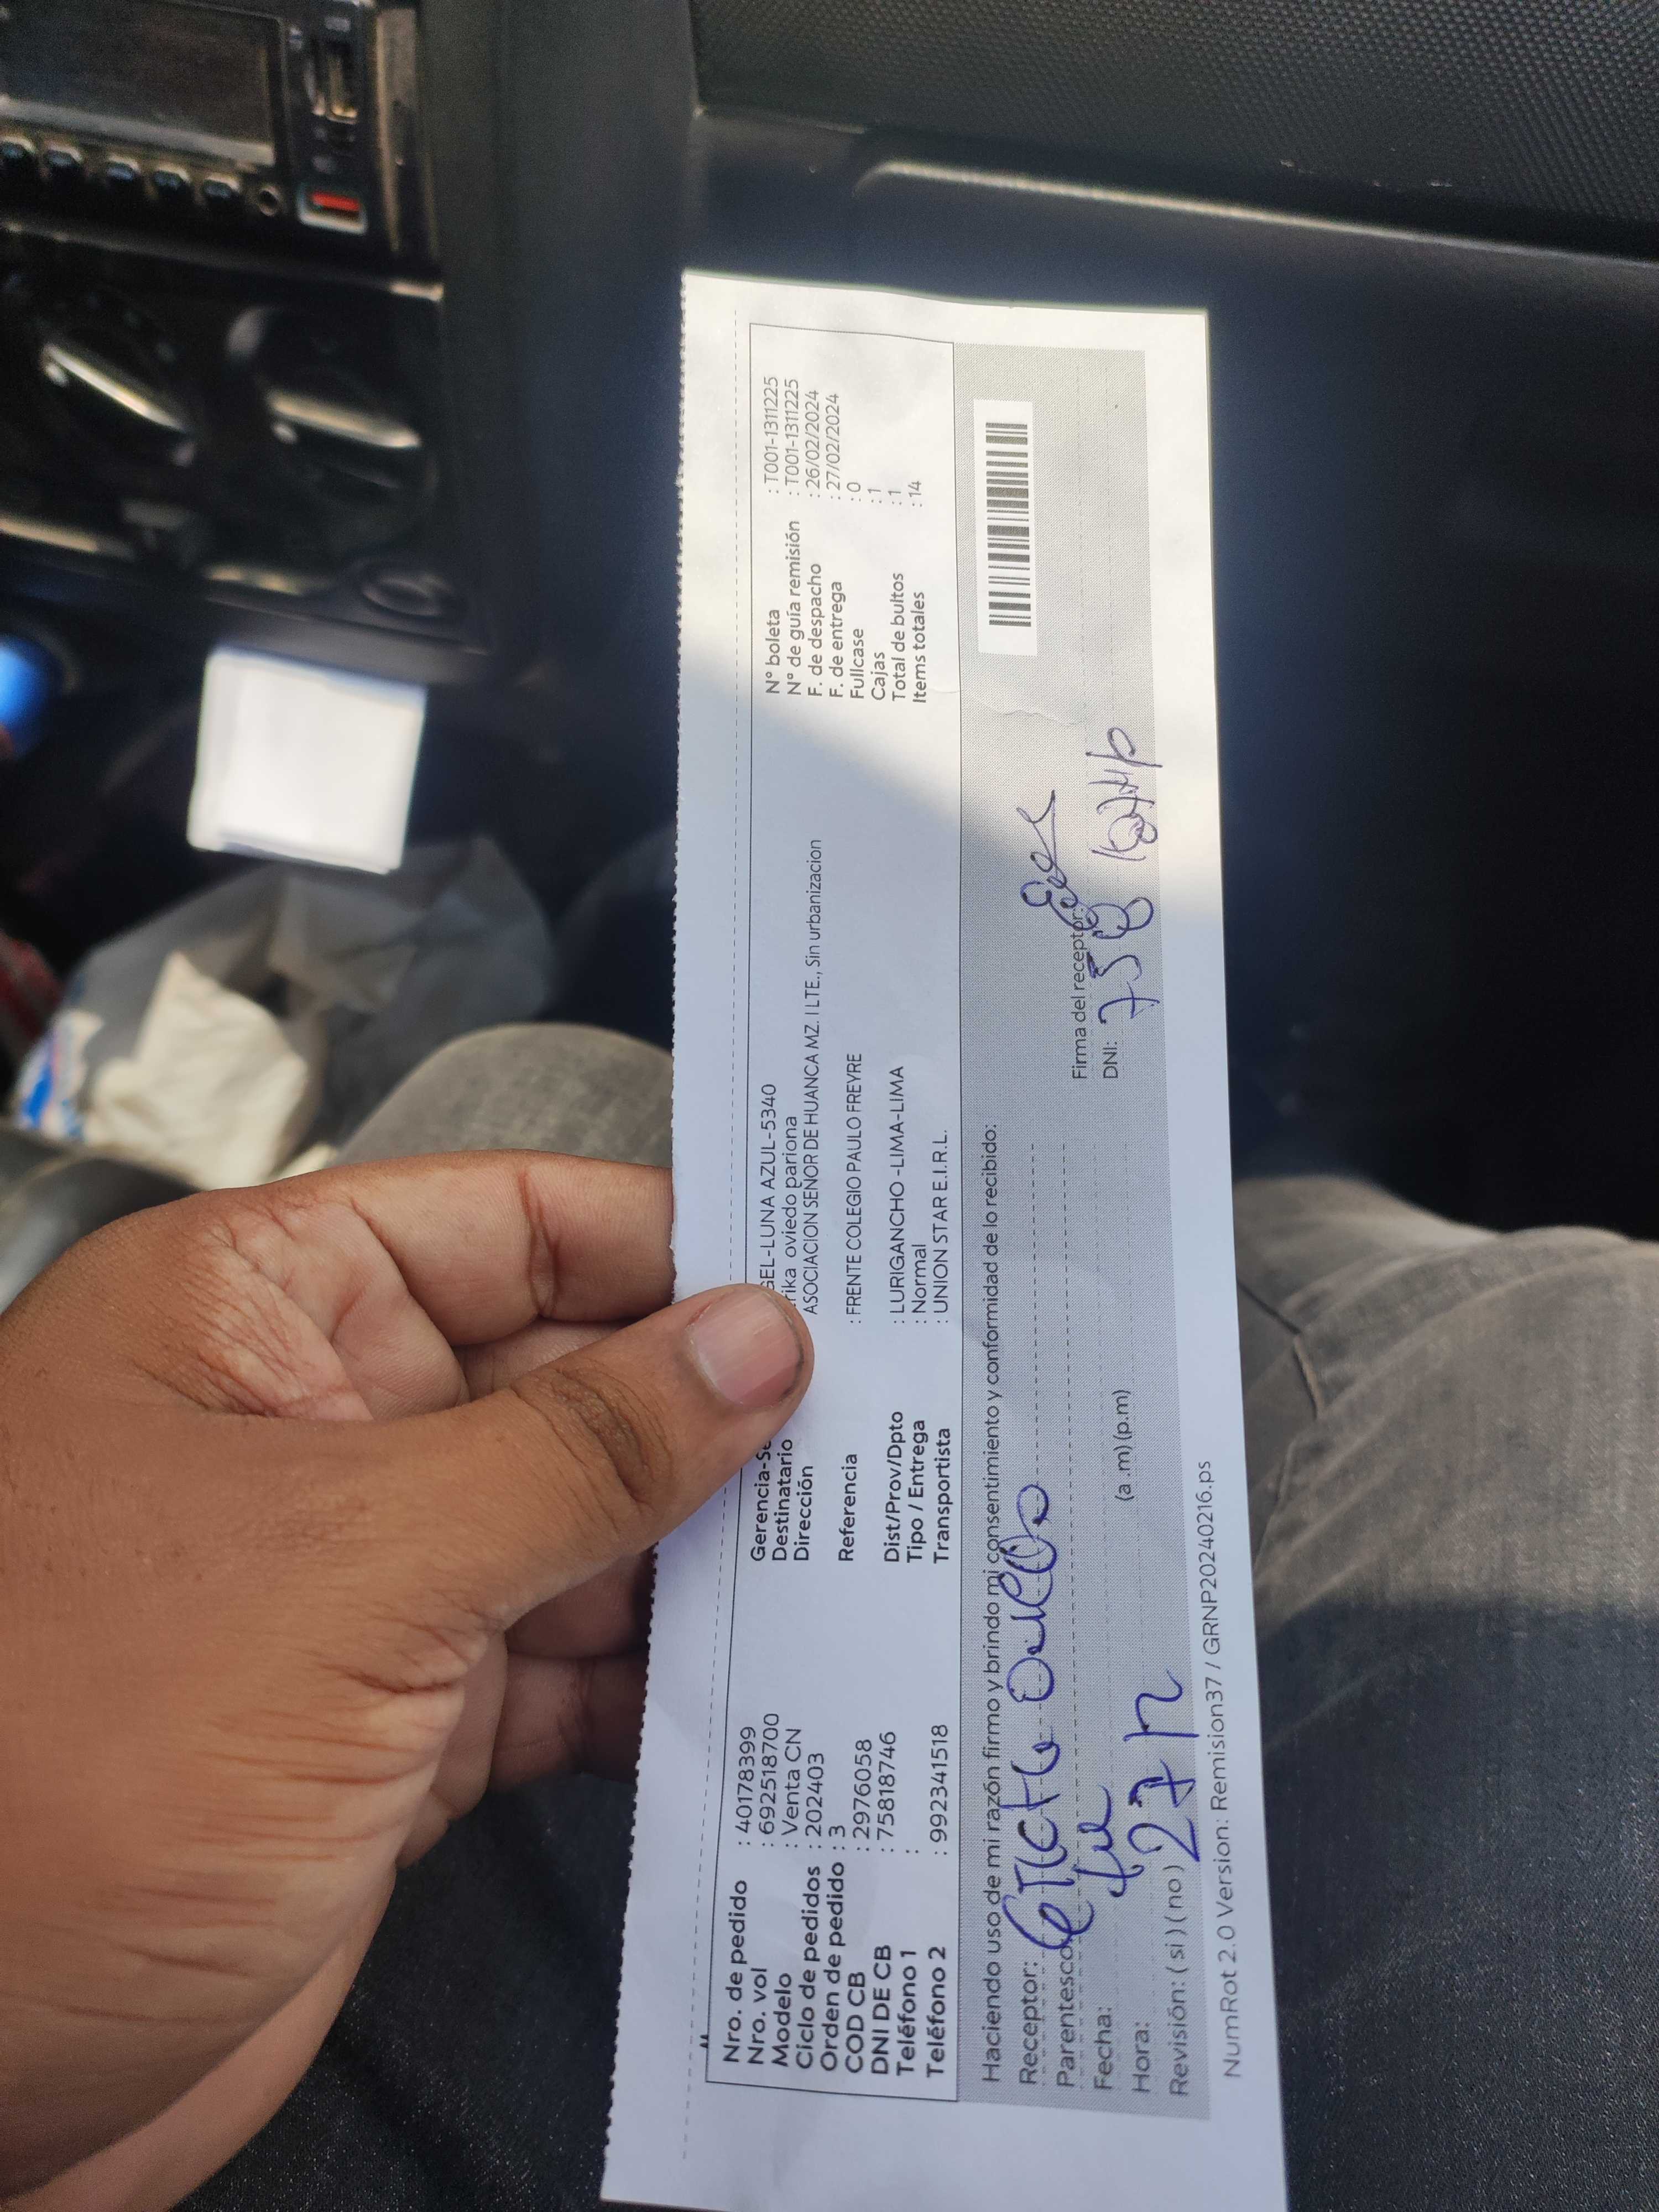 Nro. de pedido : 40178399
Nro. vol : 692518700
Modelo : Venta CN
Ciclo de pedidos : 202403
Orden de pedido : 3
COD CB : 2976058
DNI DE CB : 75818746
Teléfono 1 :
Teléfono 2 : 992341518
Gerencia-Se GEL-LUNA AZUL-5340
Destinatario rika oviedo pariona
Dirección ASOCIACION SEÑOR DE HUANCA MZ. I LTE., Sin urbanizacion
Referencia : FRENTE COLEGIO PAULO FREYRE
Dist/Prov/Dpto : LURIGANCHO -LIMA-LIMA
Tipo / Entrega : Normal
Transportista : UNION STAR E.I.R.L.
N° boleta : T001-1311225
N° de guía remisión : T001-1311225
F. de despacho : 26/02/2024
F. de entrega : 27/02/2024
Fullcase : 0
Cajas : 1
Total de bultos : 1
Items totales : 14
Haciendo uso de mi razón firmo y brindo mi consentimiento y conformidad de lo recibido:
Receptor:
Parentesco
Fecha:
Hora: (a .m) (p.m)
Revisión: ( si ) ( no )
Firma del receptor:
DNI:
NumRot 2.0 Version: Remision37 / GRNP20240216.ps